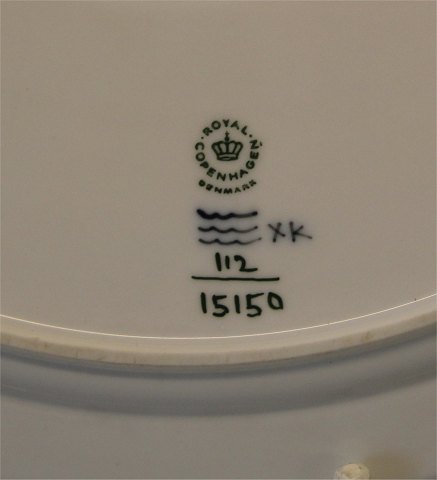 ROYAL
COPENHAGEN
DENMARK
XK
112
15150